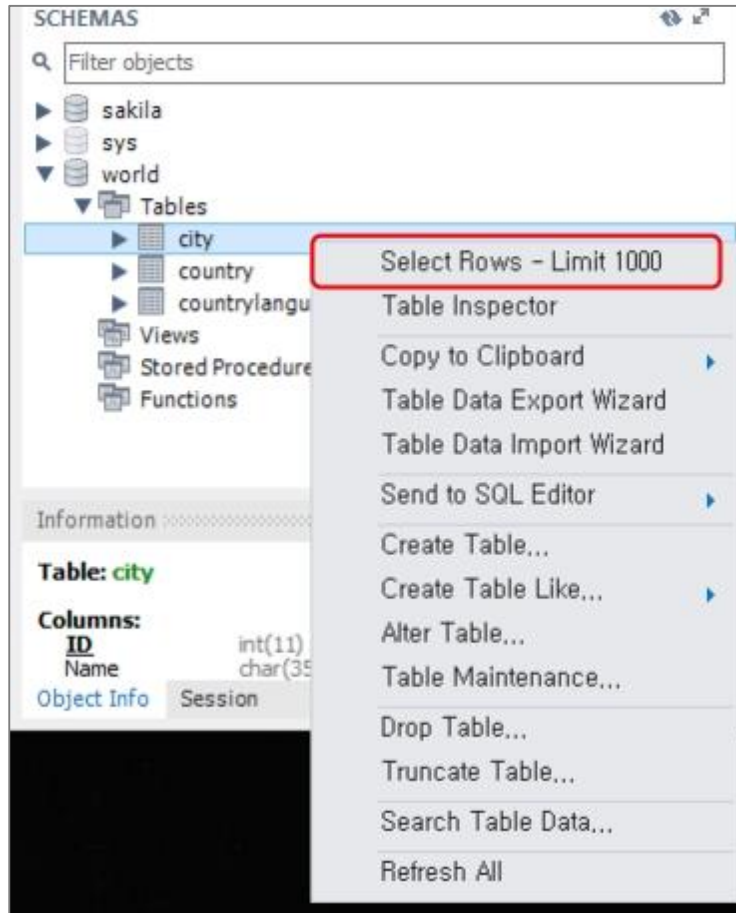 SCHEMAS
Filter objects
sakila
sys
world
Tables
city
country
countrylangu
Views
Stored Procedure
Functions
Select Rows - Limit 1000
Table Inspector
Copy to Clipboard
Table Data Export Wizard
Table Data Import Wizard
Send to SQL Editor
Create Table...
Create Table Like...
Alter Table...
Table Maintenance...
Drop Table...
Truncate Table...
Search Table Data...
Refresh All
Information
Table: city
Columns:
ID int(11)
Name char(35
Object Info Session